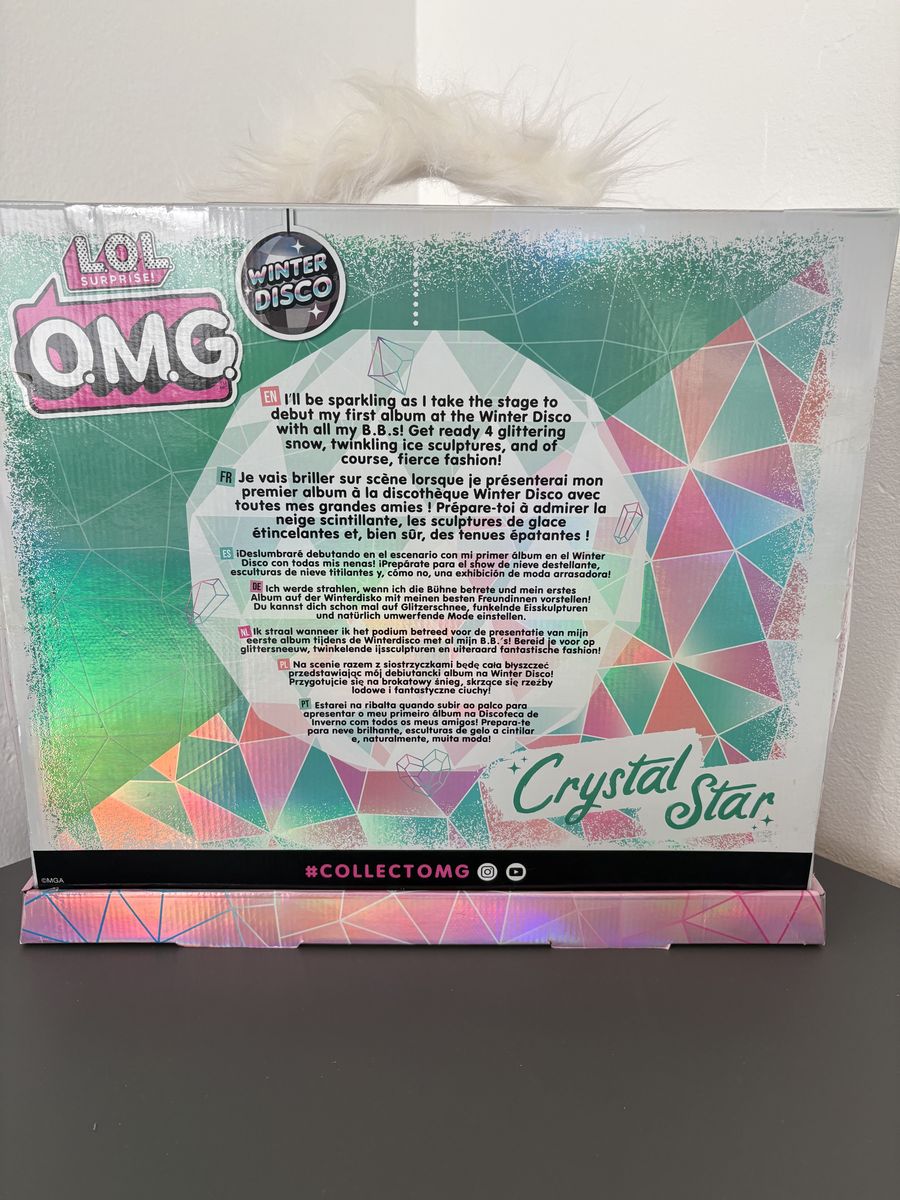 L.O.L
SURPRISE!
O.M.G.
WINTER
DISCO
EN I'll be sparkling as I take the stage to
debut my first album at the Winter Disco
with all my B.B.s! Get ready 4 glittering
snow, twinkling ice sculptures, and of
course, fierce fashion!
FR Je vais briller sur scène lorsque je présenterai mon
premier album à la discothèque Winter Disco avec
toutes mes grandes amies ! Prépare-toi à admirer la
neige scintillante, les sculptures de glace
étincelantes et, bien sûr, des tenues épatantes !
ES ¡Deslumbraré debutando en el escenario con mi primer álbum en el Winter
Disco con todas mis nenas! ¡Prepárate para el show de nieve destellante,
esculturas de nieve titilantes y, cómo no, una exhibición de moda arrasadora!
DE Ich werde strahlen, wenn ich die Bühne betrete und mein erstes
Album auf der Winterdisko mit meinen besten Freundinnen vorstellen!
Du kannst dich schon mal auf Glitzerschnee, funkelnde Eisskulpturen
und natürlich umwerfende Mode einstellen.
NL Ik straal wanneer ik het podium betreed voor de presentatie van mijn
eerste album tijdens de Winterdisco met al mijn B.B.'s! Bereid je voor op
glittersneeuw, twinkelende ijssculpturen en uiteraard fantastische fashion!
PL Na scenie razem z siostrzyczkami będę cała błyszczeć
przedstawiając mój debiutancki album na Winter Disco!
Przygotujcie się na brokatowy śnieg, skrzące się rzeźby
lodowe i fantastyczne ciuchy!
PT Estarei na ribalta quando subir ao palco para
apresentar o meu primeiro álbum na Discoteca de
Inverno com todos os meus amigos! Prepara-te
para neve brilhante, esculturas de gelo a cintilar
e, naturalmente, muita moda!
Crystal
Star
#COLLECTOMG
©MGA